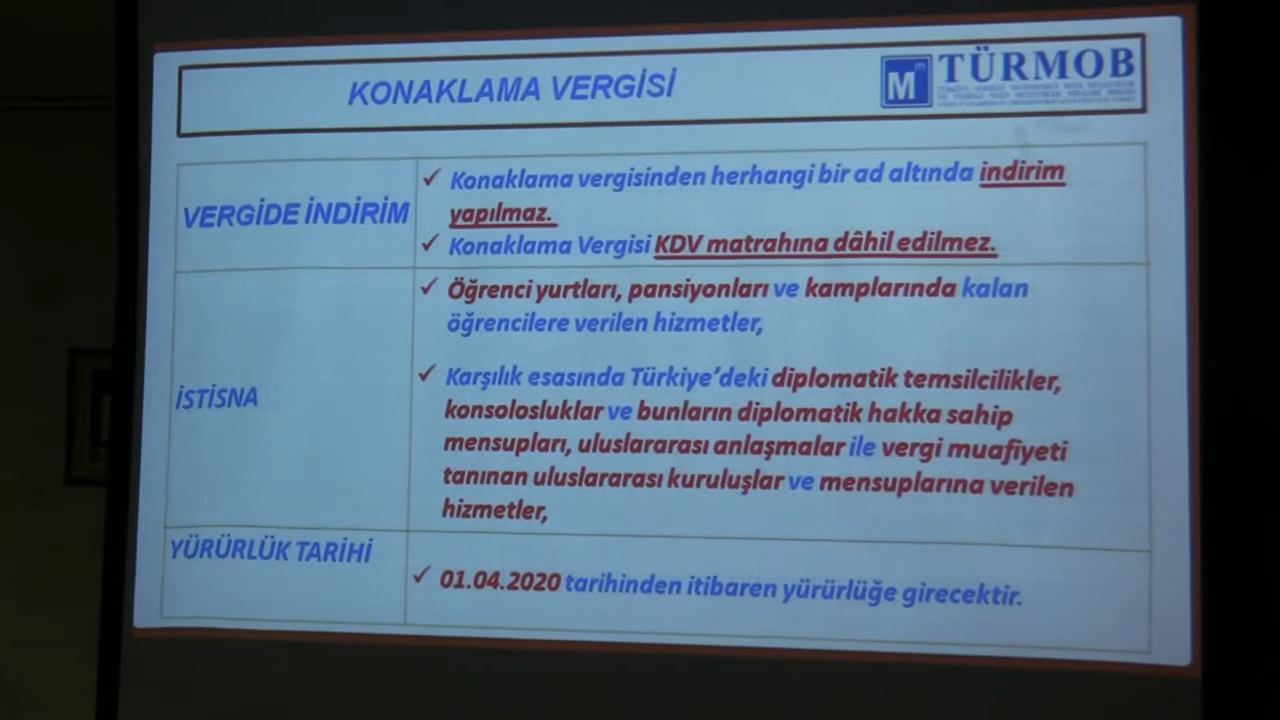 KONAKLAMA VERGİSİ
Mm TÜRMOB
VERGİDE İNDİRİM
✓ Konaklama vergisinden herhangi bir ad altında indirim
yapılmaz.
✓ Konaklama Vergisi KDV matrahına dâhil edilmez.
İSTİSNA
✓ Öğrenci yurtları, pansiyonları ve kamplarında kalan
öğrencilere verilen hizmetler,
✓ Karşılık esasında Türkiye'deki diplomatik temsilcilikler,
konsolosluklar ve bunların diplomatik hakka sahip
mensupları, uluslararası anlaşmalar ile vergi muafiyeti
tanınan uluslararası kuruluşlar ve mensuplarına verilen
hizmetler,
YÜRÜRLÜK TARİHİ
✓ 01.04.2020 tarihinden itibaren yürürlüğe girecektir.